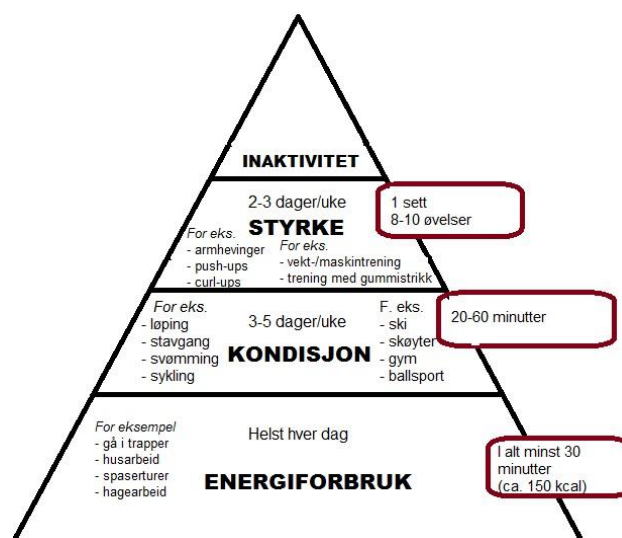 INAKTIVITET
2-3 dager/uke
STYRKE
1 sett
8-10 øvelser
For eks.
- armhevinger
- push-ups
- curl-ups
For eks.
- vekt-/maskintrening
- trening med gummistrikk
For eks.
- løping
- stavgang
- svømming
- sykling
3-5 dager/uke
KONDISJON
F. eks.
- ski
- skøyter
- gym
- ballsport
20-60 minutter
For eksempel
- gå i trapper
- husarbeid
- spaserturer
- hagearbeid
Helst hver dag
ENERGIFORBRUK
I alt minst 30
minutter
(ca. 150 kcal)